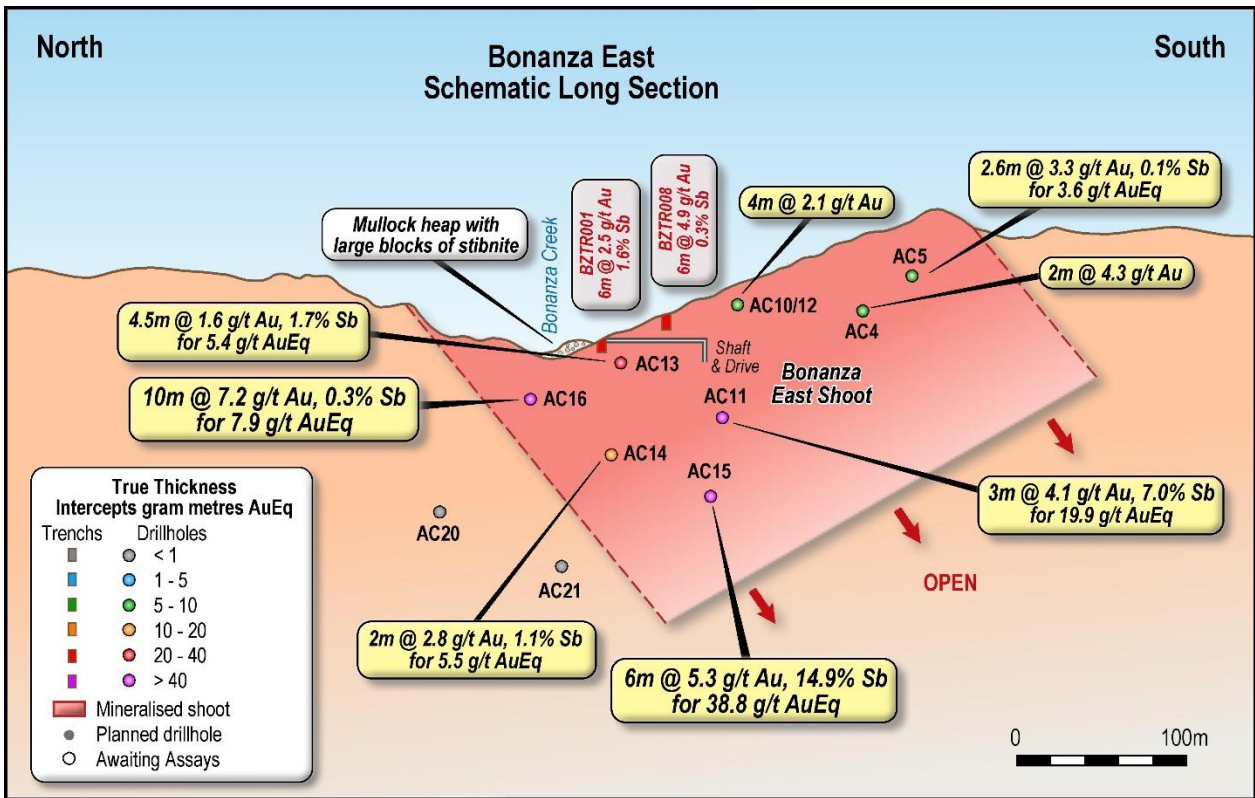 North
South
Bonanza East
Schematic Long Section
2.6m @ 3.3 g/t Au, 0.1% Sb
for 3.6 g/t AuEq
BZTR001
6m @ 2.5 g/t Au
1.6% Sb
BZTR008
6m @ 4.9 g/t Au
0.3% Sb
4m @ 2.1 g/t Au
Mullock heap with
large blocks of stibnite
Bonanza Creek
AC5
2m @ 4.3 g/t Au
4.5m @ 1.6 g/t Au, 1.7% Sb
for 5.4 g/t AuEq
AC10/12
AC4
Shaft
& Drive
AC13
Bonanza
East Shoot
10m @ 7.2 g/t Au, 0.3% Sb
for 7.9 g/t AuEq
AC16
AC11
AC14
AC15
3m @ 4.1 g/t Au, 7.0% Sb
for 19.9 g/t AuEq
AC20
AC21
OPEN
2m @ 2.8 g/t Au, 1.1% Sb
for 5.5 g/t AuEq
6m @ 5.3 g/t Au, 14.9% Sb
for 38.8 g/t AuEq
True Thickness
Intercepts gram metres AuEq
Trenchs Drillholes
< 1
1 - 5
5 - 10
10 - 20
20 - 40
> 40
Mineralised shoot
Planned drillhole
Awaiting Assays
0 100m